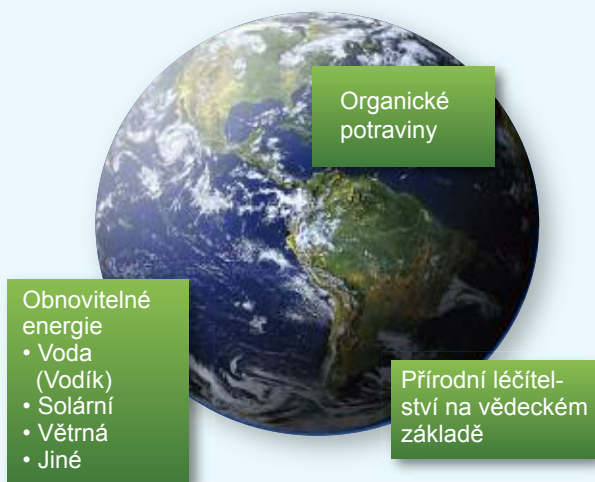 Organické
potraviny
Obnovitelné
energie
• Voda
(Vodík)
• Solární
• Větrná
• Jiné
Přírodní léčitel-
ství na vědeckém
základě